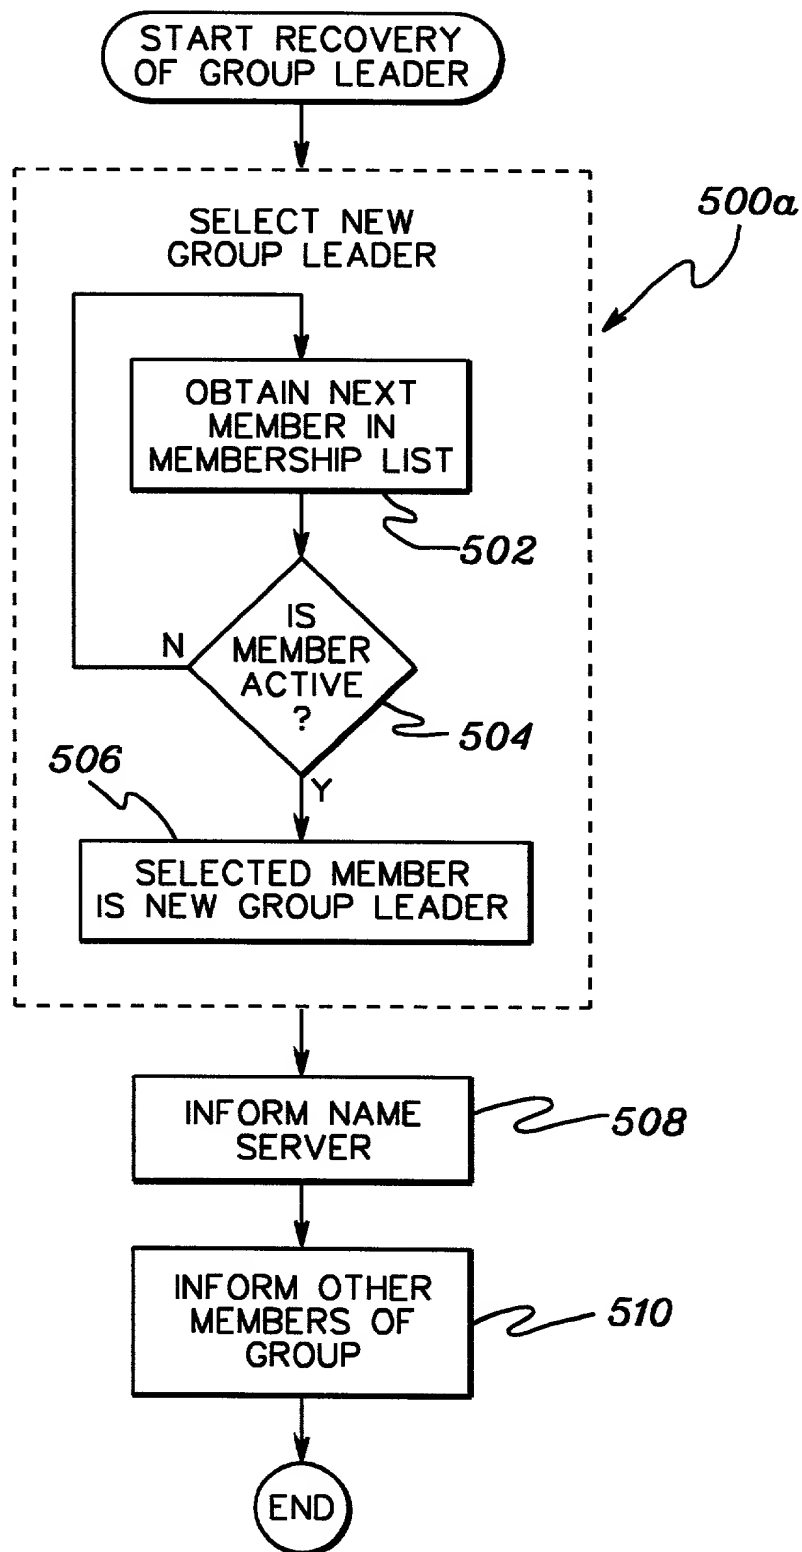 START RECOVERY
OF GROUP LEADER
500a
SELECT NEW
GROUP LEADER
OBTAIN NEXT
MEMBER IN
MEMBERSHIP LIST
502
IS
MEMBER
ACTIVE
?
N
504
Y
506
SELECTED MEMBER
IS NEW GROUP LEADER
INFORM NAME
SERVER
508
INFORM OTHER
MEMBERS OF
GROUP
510
END